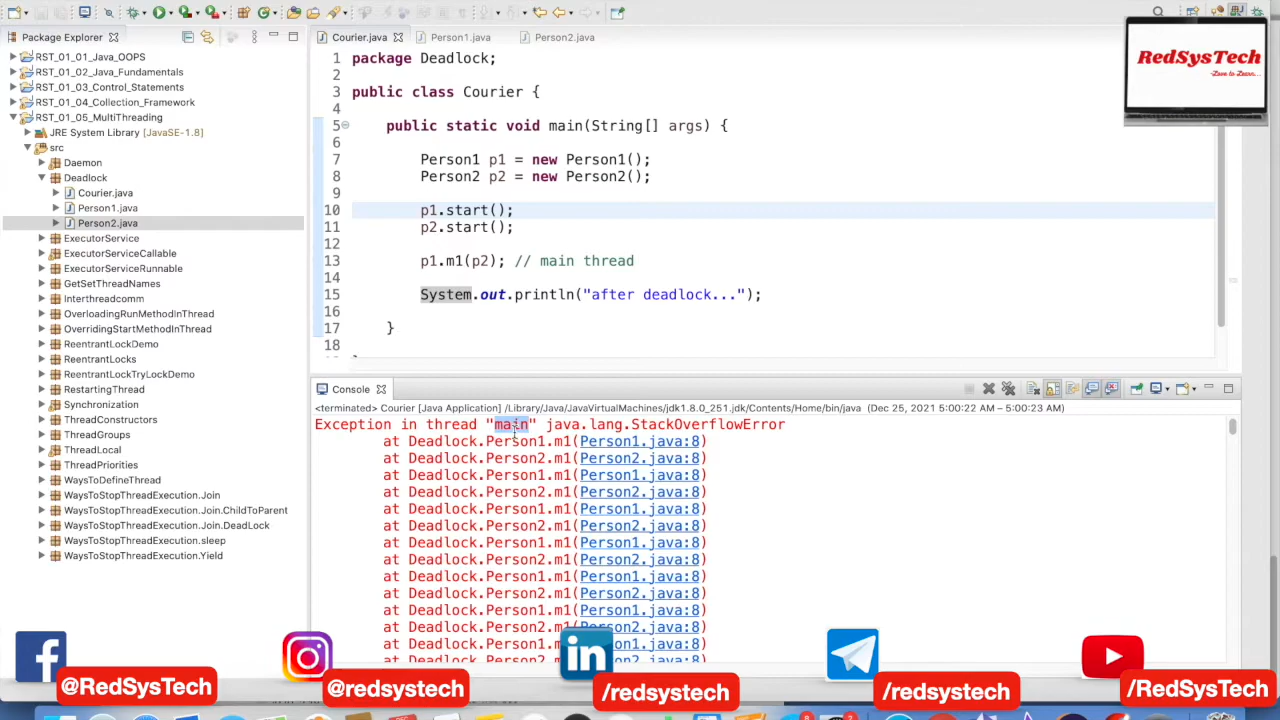 Package Explorer
RST_01_01_Java_OOPS
RST_01_02_Java_Fundamentals
RST_01_03_Control_Statements
RST_01_04_Collection_Framework
RST_01_05_MultiThreading
JRE System Library [JavaSE-1.8]
src
Daemon
Deadlock
Courier.java
Person1.java
Person2.java
ExecutorService
ExecutorServiceCallable
ExecutorServiceRunnable
GetSetThreadNames
Interthreadcomm
OverloadingRunMethodInThread
OverridingStartMethodInThread
ReentrantLockDemo
ReentrantLocks
ReentrantLockTryLockDemo
RestartingThread
Synchronization
ThreadConstructors
ThreadGroups
ThreadLocal
ThreadPriorities
WaysToDefineThread
WaysToStopThreadExecution.Join
WaysToStopThreadExecution.Join.ChildToParent
WaysToStopThreadExecution.Join.DeadLock
WaysToStopThreadExecution.sleep
WaysToStopThreadExecution.Yield
Courier.java Person1.java Person2.java
1 package Deadlock;
2
3 public class Courier {
4
5 public static void main(String[] args) {
6
7 Person1 p1 = new Person1();
8 Person2 p2 = new Person2();
9
10 p1.start();
11 p2.start();
12
13 p1.m1(p2); // main thread
14
15 System.out.println("after deadlock...");
16
17 }
18
RedSysTech
-Love to Learn...
Console
<terminated> Courier [Java Application] /Library/Java/JavaVirtualMachines/jdk1.8.0_251.jdk/Contents/Home/bin/java (Dec 25, 2021 5:00:22 AM – 5:00:23 AM)
Exception in thread "main" java.lang.StackOverflowError
at Deadlock.Person1.m1(Person1.java:8)
at Deadlock.Person2.m1(Person2.java:8)
at Deadlock.Person1.m1(Person1.java:8)
at Deadlock.Person2.m1(Person2.java:8)
at Deadlock.Person1.m1(Person1.java:8)
at Deadlock.Person2.m1(Person2.java:8)
at Deadlock.Person1.m1(Person1.java:8)
at Deadlock.Person2.m1(Person2.java:8)
at Deadlock.Person1.m1(Person1.java:8)
at Deadlock.Person2.m1(Person2.java:8)
at Deadlock.Person1.m1(Person1.java:8)
at Deadlock.Person2.m1(Person2.java:8)
at Deadlock.Person1.m1(Person1.java:8)
@RedSysTech
@redsystech
/redsystech
/redsystech
/RedSysTech